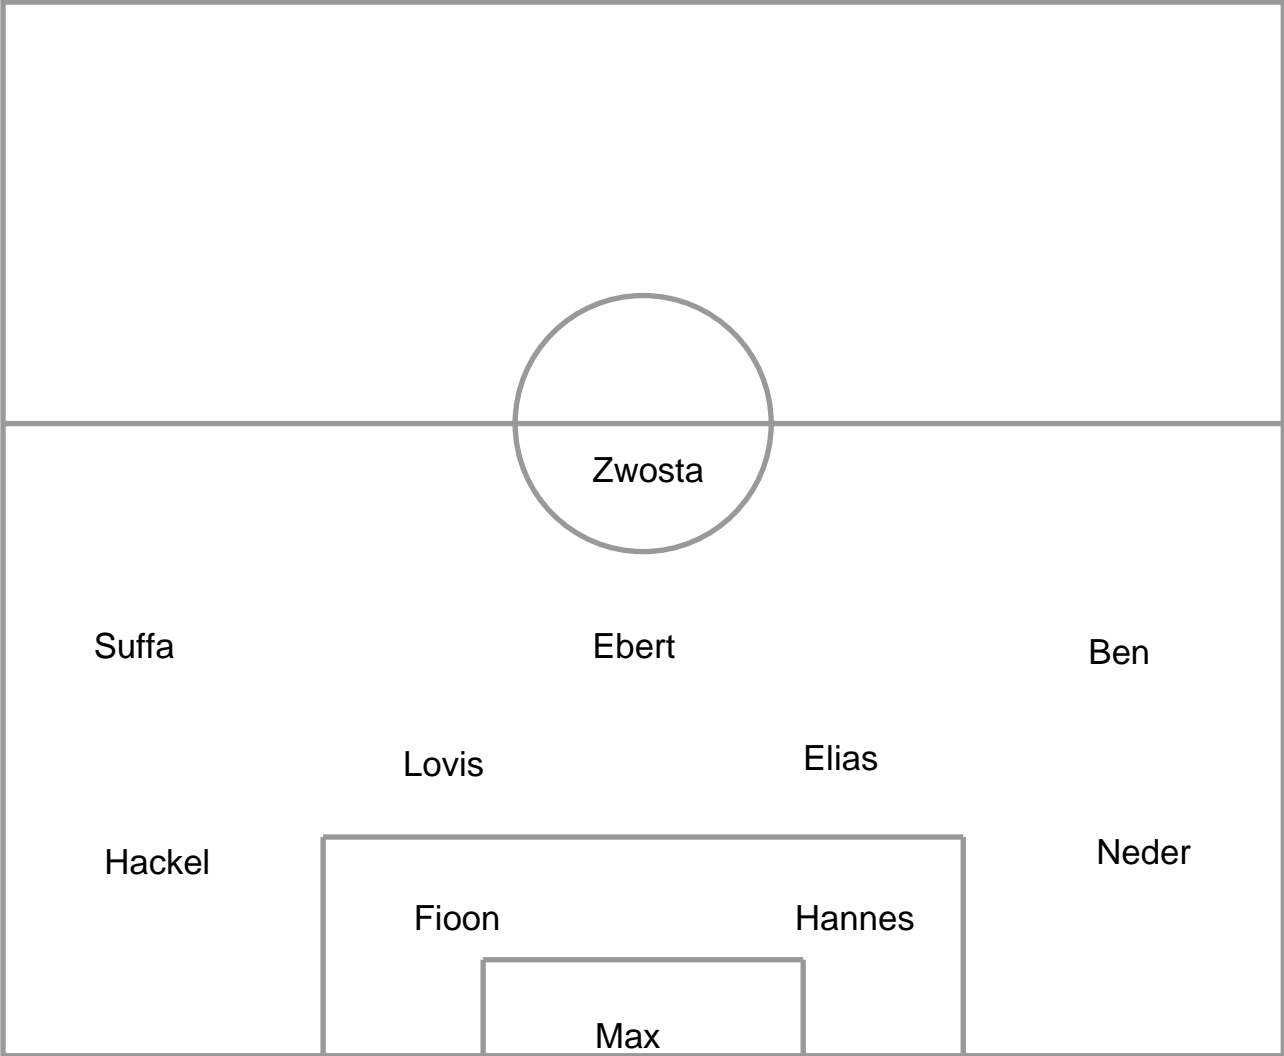 Zwosta
Suffa Ebert Ben
Lovis Elias
Hackel Neder
Fioon Hannes
Max